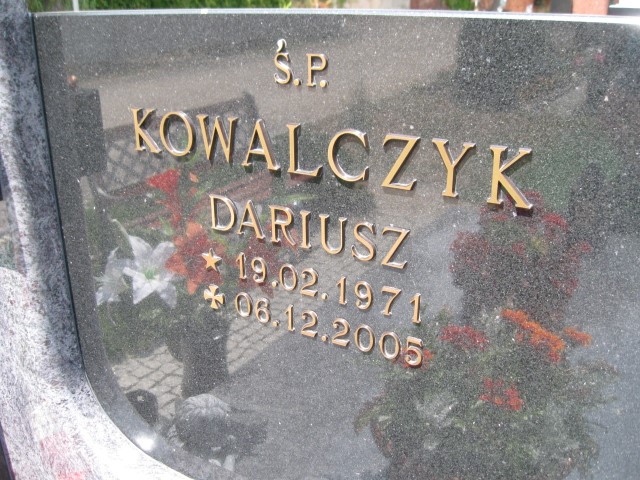 Ś.P.
KOWALCZYK
DARIUSZ
19.02.1971
06.12.2005